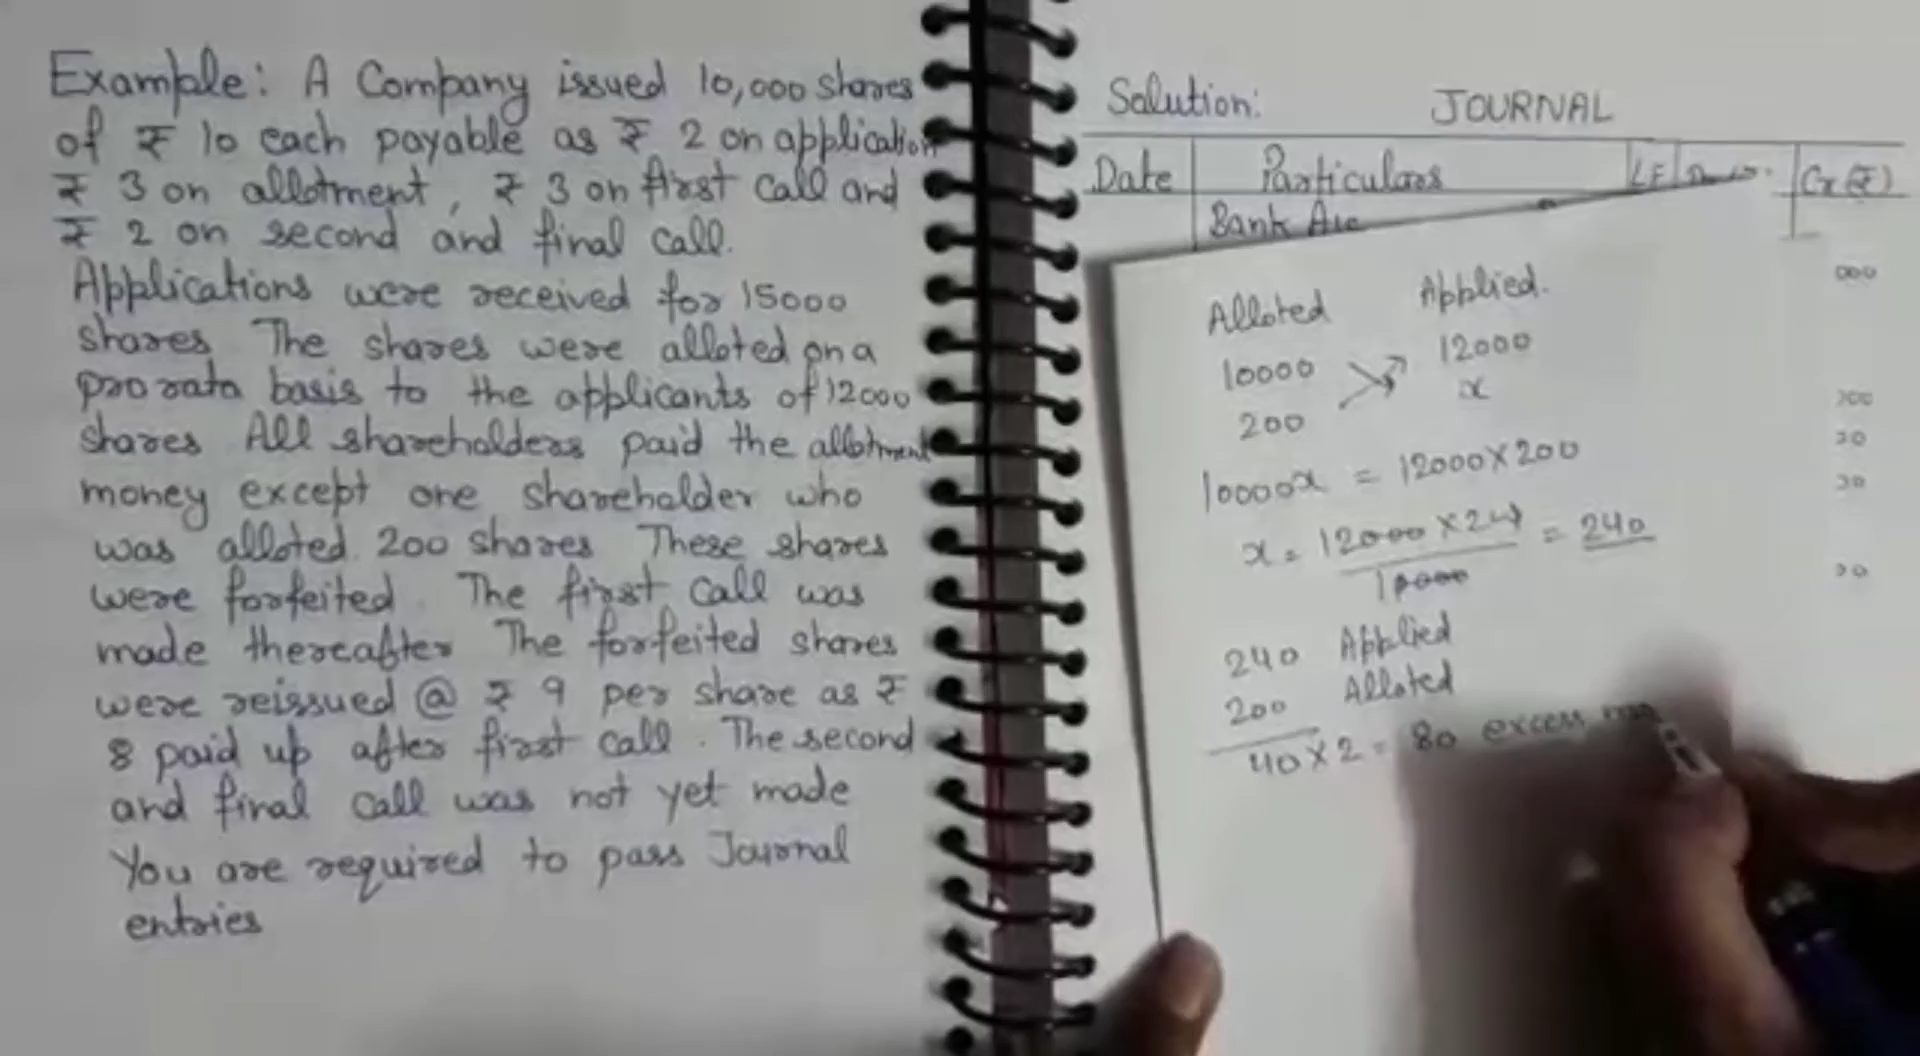 Example: A Company issued 10,000 shares
of ₹ 10 each payable as ₹ 2 on application
₹ 3 on allotment, ₹ 3 on first call and
₹ 2 on second and final call.
Applications were received for 15000
shares The shares were alloted on a
pro rata basis to the applicants of 12000
shares All shareholders paid the allotment
money except one shareholder who
was alloted 200 shares These shares
were forfeited. The first call was
made thereafter The forfeited shares
were reissued @ ₹ 9 per share as ₹
8 paid up after first call. The second
and final call was not yet made
You are required to pass Journal
entries
Solution: JOURNAL
Date Particulars LF Cr (₹)
Bank A/c
Alloted Applied.
10000 12000
200 x
10000x = 12000 X 200
x = 12000 X 200 = 240
10000
240 Applied
200 Alloted
40 X 2 = 80 excess
000